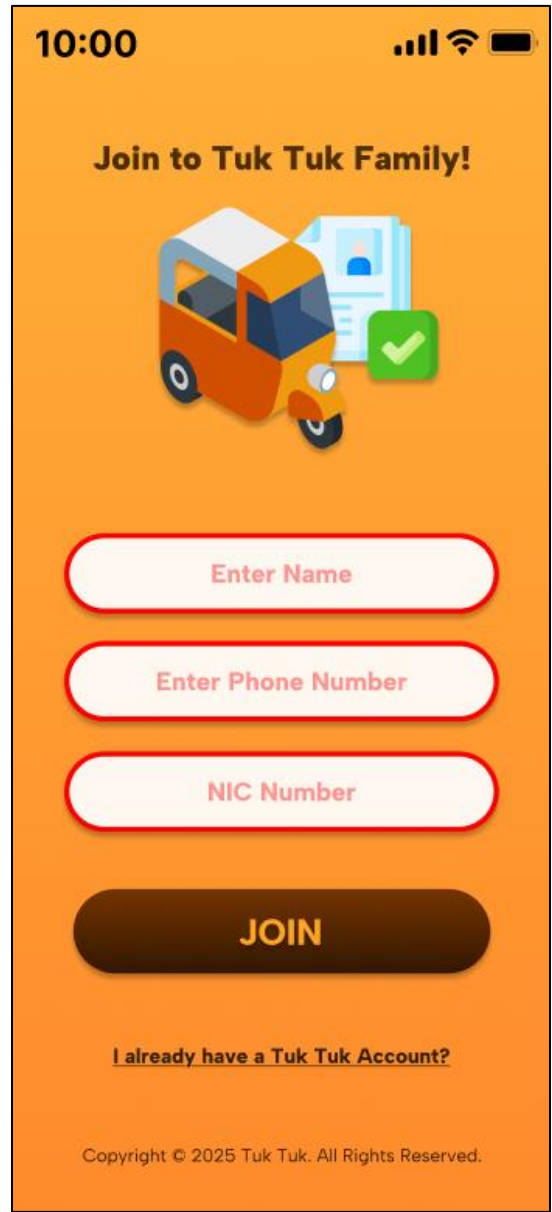 10:00
Join to Tuk Tuk Family!
Enter Name
Enter Phone Number
NIC Number
JOIN
I already have a Tuk Tuk Account?
Copyright © 2025 Tuk Tuk. All Rights Reserved.